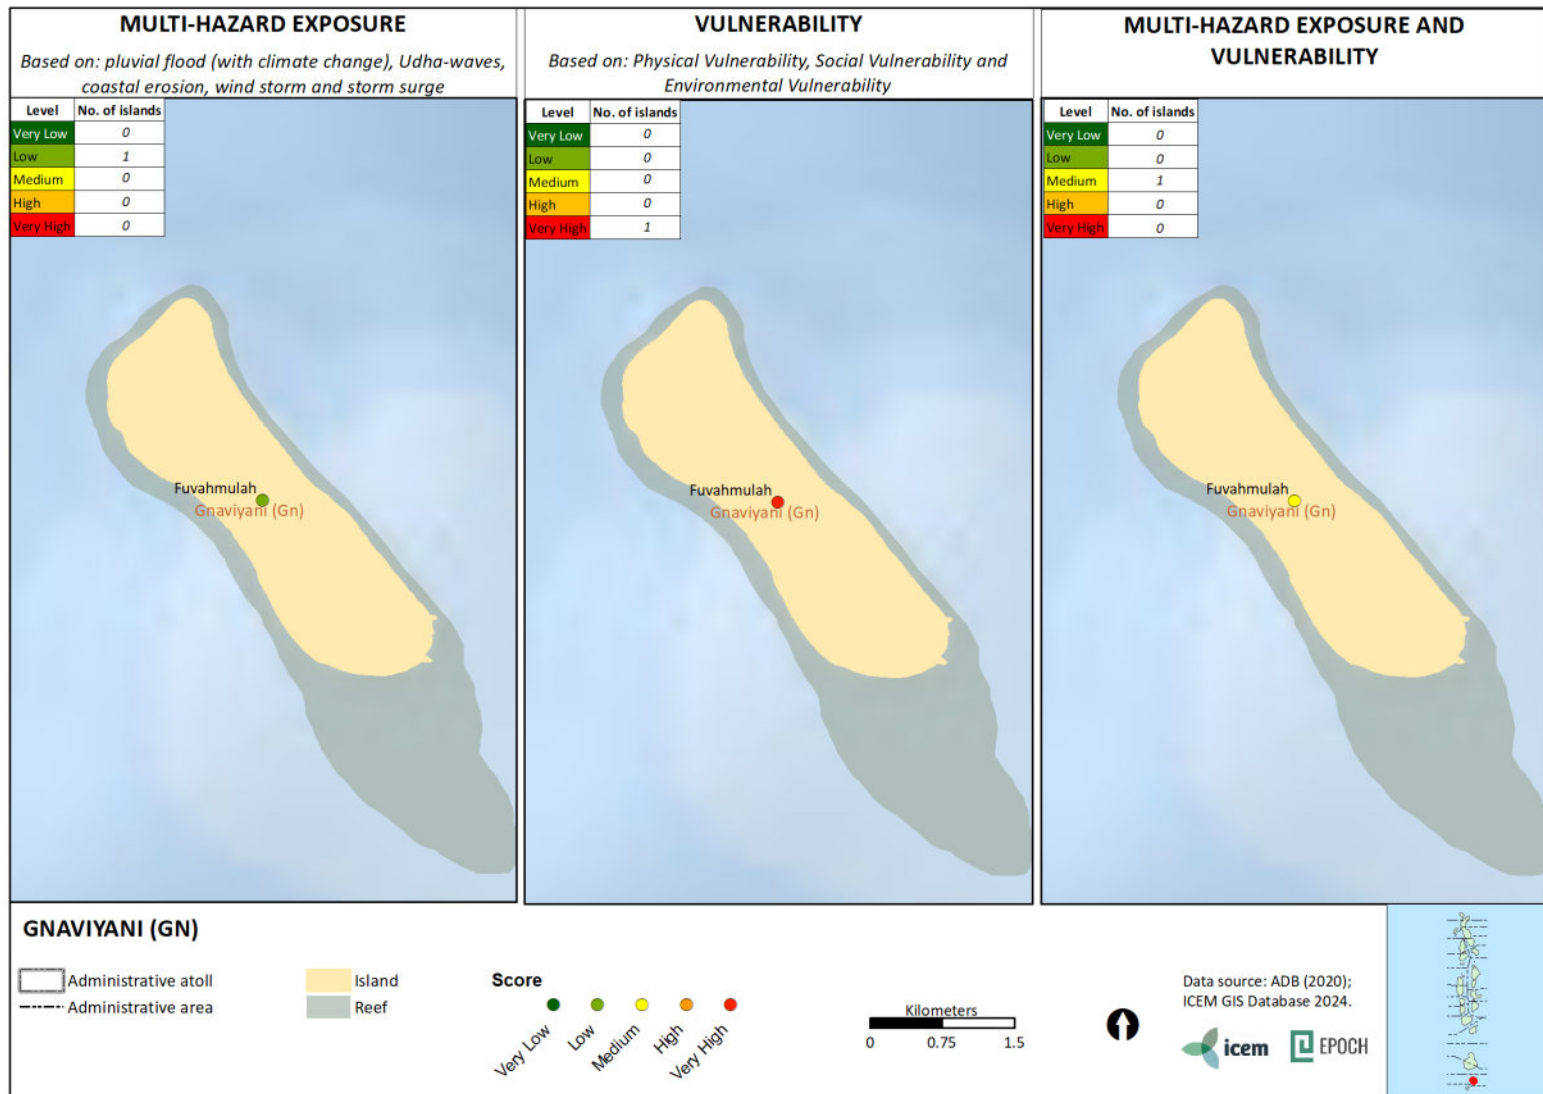 MULTI-HAZARD EXPOSURE
Based on: pluvial flood (with climate change), Udha-waves,
coastal erosion, wind storm and storm surge
Level No. of islands
Very Low 0
Low 1
Medium 0
High 0
Very High 0
Fuvahmulah
Gnaviyani (Gn)
VULNERABILITY
Based on: Physical Vulnerability, Social Vulnerability and
Environmental Vulnerability
Level No. of islands
Very Low 0
Low 0
Medium 0
High 0
Very High 1
Fuvahmulah
Gnaviyani (Gn)
MULTI-HAZARD EXPOSURE AND
VULNERABILITY
Level No. of islands
Very Low 0
Low 0
Medium 1
High 0
Very High 0
Fuvahmulah
Gnaviyani (Gn)
GNAVIYANI (GN)
Administrative atoll
Administrative area
Island
Reef
Score
Very Low
Low
Medium
High
Very High
Kilometers
0 0.75 1.5
Data source: ADB (2020);
ICEM GIS Database 2024.
icem
EPOCH